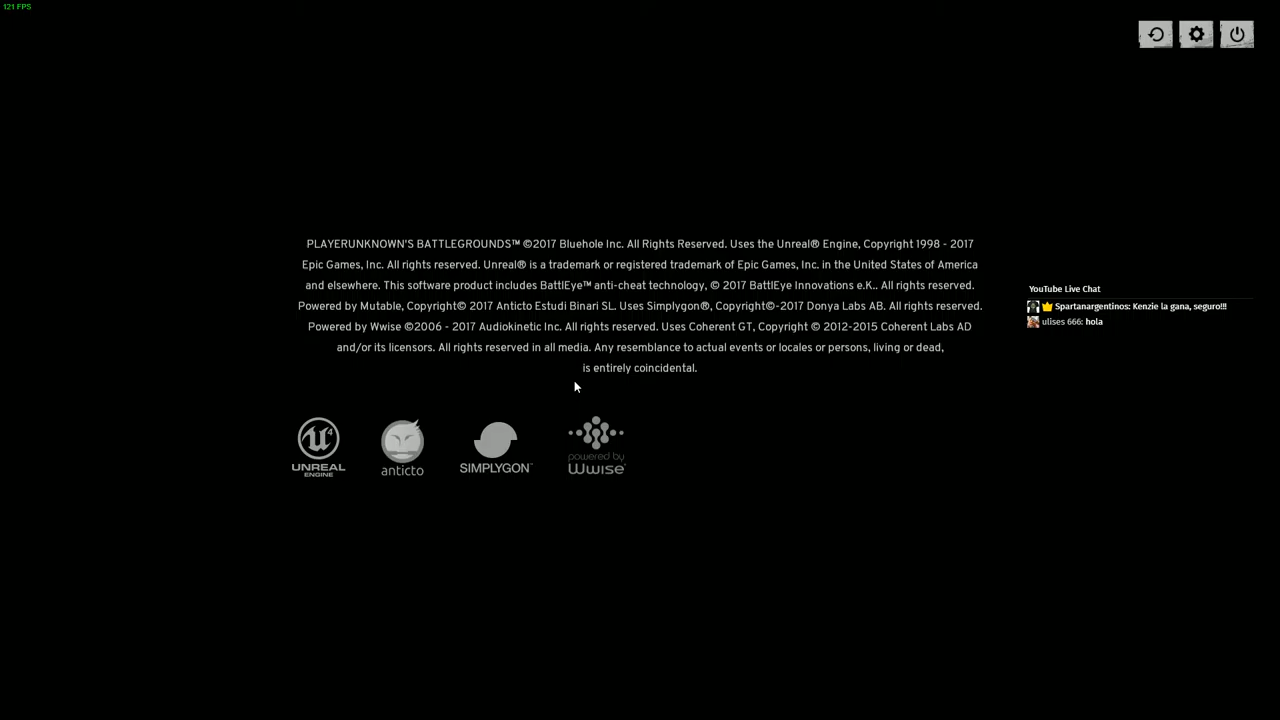 121 FPS
PLAYERUNKNOWN'S BATTLEGROUNDS™ ©2017 Bluehole Inc. All Rights Reserved. Uses the Unreal® Engine, Copyright 1998 - 2017
Epic Games, Inc. All rights reserved. Unreal® is a trademark or registered trademark of Epic Games, Inc. in the United States of America
and elsewhere. This software product includes BattlEye™ anti-cheat technology, © 2017 BattlEye Innovations e.K.. All rights reserved.
Powered by Mutable, Copyright© 2017 Anticto Estudi Binari SL. Uses Simplygon®, Copyright©-2017 Donya Labs AB. All rights reserved.
Powered by Wwise ©2006 - 2017 Audiokinetic Inc. All rights reserved. Uses Coherent GT, Copyright © 2012-2015 Coherent Labs AD
and/or its licensors. All rights reserved in all media. Any resemblance to actual events or locales or persons, living or dead,
is entirely coincidental.
YouTube Live Chat
Spartanargentinos: Kenzie la gana, seguro!!!
ulises 666: hola
4
UNREAL
ENGINE
anticto
SIMPLYGON
powered by
Wwise